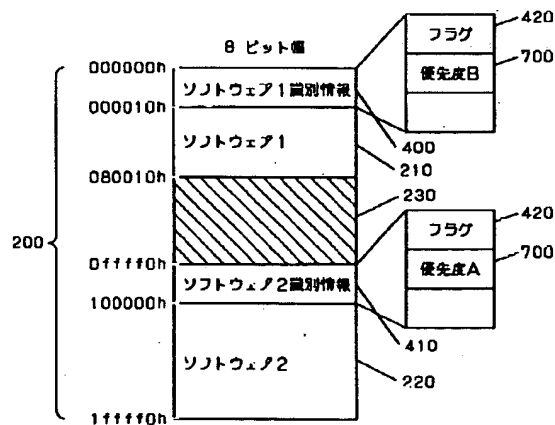 8 ビット幅
000000h
ソフトウェア1識別情報
000010h
ソフトウェア1
080010h
0ffff0h
ソフトウェア2識別情報
100000h
ソフトウェア2
1ffff0h
200
フラグ
優先度B
420
700
400
210
230
フラグ
優先度A
420
700
410
220